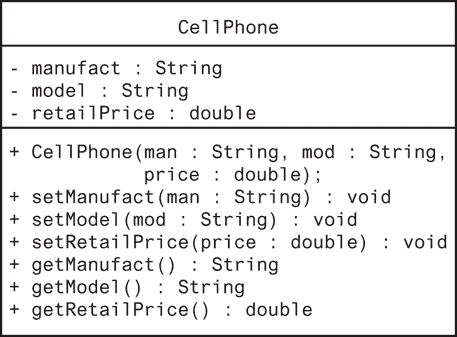 CellPhone
- manufact : String
- model : String
- retailPrice : double
+ CellPhone(man : String, mod : String,
price : double);
+ setManufact(man : String) : void
+ setModel(mod : String) : void
+ setRetailPrice(price : double) : void
+ getManufact() : String
+ getModel() : String
+ getRetailPrice() : double